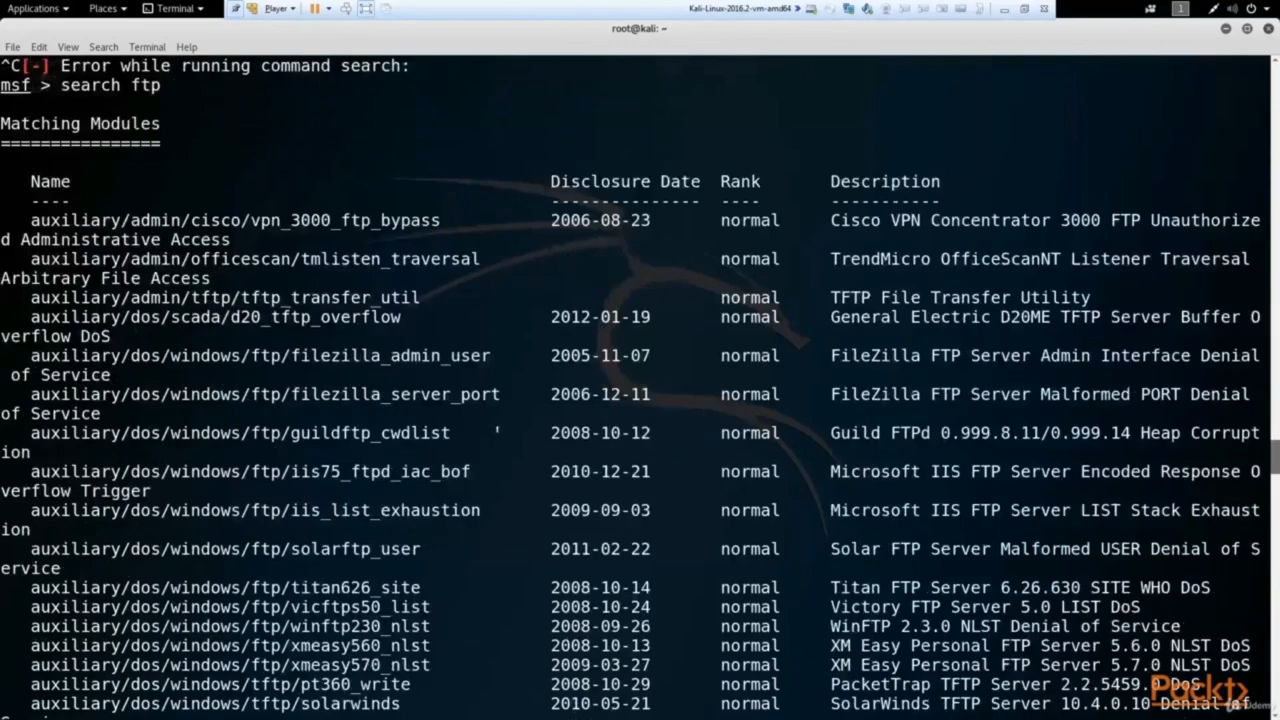 Applications Places Terminal Player Kali-Linux-2016.2-vm-amd64 1
root@kali: ~
File Edit View Search Terminal Help
^C[-] Error while running command search:
msf > search ftp
Matching Modules
================
Name Disclosure Date Rank Description
---- --------------- ---- -----------
auxiliary/admin/cisco/vpn_3000_ftp_bypass 2006-08-23 normal Cisco VPN Concentrator 3000 FTP Unauthorize
d Administrative Access
auxiliary/admin/officescan/tmlisten_traversal normal TrendMicro OfficeScanNT Listener Traversal
Arbitrary File Access
auxiliary/admin/tftp/tftp_transfer_util normal TFTP File Transfer Utility
auxiliary/dos/scada/d20_tftp_overflow 2012-01-19 normal General Electric D20ME TFTP Server Buffer O
verflow DoS
auxiliary/dos/windows/ftp/filezilla_admin_user 2005-11-07 normal FileZilla FTP Server Admin Interface Denial
of Service
auxiliary/dos/windows/ftp/filezilla_server_port 2006-12-11 normal FileZilla FTP Server Malformed PORT Denial
of Service
auxiliary/dos/windows/ftp/guildftp_cwdlist ' 2008-10-12 normal Guild FTPd 0.999.8.11/0.999.14 Heap Corrupt
ion
auxiliary/dos/windows/ftp/iis75_ftpd_iac_bof 2010-12-21 normal Microsoft IIS FTP Server Encoded Response O
verflow Trigger
auxiliary/dos/windows/ftp/iis_list_exhaustion 2009-09-03 normal Microsoft IIS FTP Server LIST Stack Exhaust
ion
auxiliary/dos/windows/ftp/solarftp_user 2011-02-22 normal Solar FTP Server Malformed USER Denial of S
ervice
auxiliary/dos/windows/ftp/titan626_site 2008-10-14 normal Titan FTP Server 6.26.630 SITE WHO DoS
auxiliary/dos/windows/ftp/vicftps50_list 2008-10-24 normal Victory FTP Server 5.0 LIST DoS
auxiliary/dos/windows/ftp/winftp230_nlst 2008-09-26 normal WinFTP 2.3.0 NLST Denial of Service
auxiliary/dos/windows/ftp/xmeasy560_nlst 2008-10-13 normal XM Easy Personal FTP Server 5.6.0 NLST DoS
auxiliary/dos/windows/ftp/xmeasy570_nlst 2009-03-27 normal XM Easy Personal FTP Server 5.7.0 NLST DoS
auxiliary/dos/windows/tftp/pt360_write 2008-10-29 normal PacketTrap TFTP Server 2.2.5459.0 DoS
auxiliary/dos/windows/tftp/solarwinds 2010-05-21 normal SolarWinds TFTP Server 10.4.0.10 Denial of
Packt
Udemy